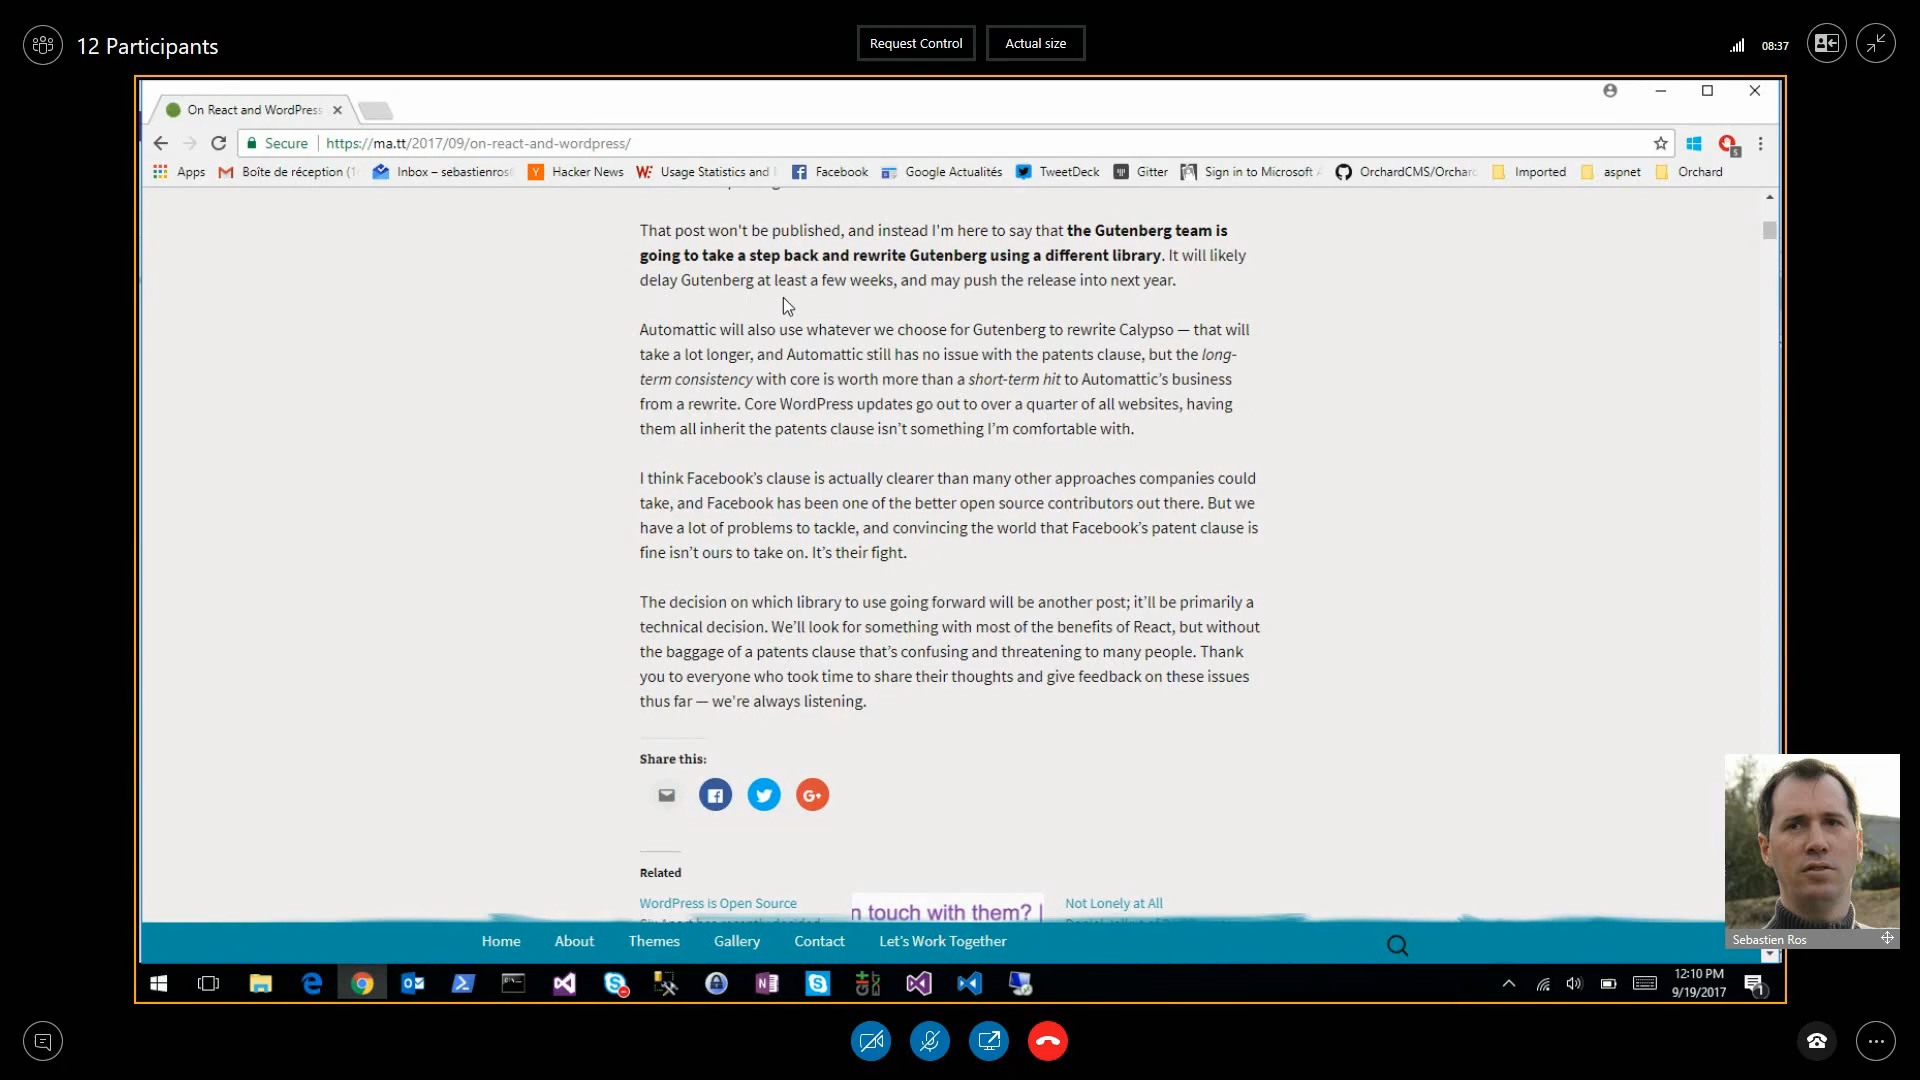 12 Participants
Request Control
Actual size
08:37
On React and WordPress
Secure
https://ma.tt/2017/09/on-react-and-wordpress/
Apps
Boîte de réception (1
Inbox – sebastienros
Hacker News
Usage Statistics and
Facebook
Google Actualités
TweetDeck
Gitter
Sign in to Microsoft
OrchardCMS/Orchar
Imported
aspnet
Orchard
That post won't be published, and instead I'm here to say that the Gutenberg team is
going to take a step back and rewrite Gutenberg using a different library. It will likely
delay Gutenberg at least a few weeks, and may push the release into next year.
Automattic will also use whatever we choose for Gutenberg to rewrite Calypso — that will
take a lot longer, and Automattic still has no issue with the patents clause, but the long-
term consistency with core is worth more than a short-term hit to Automattic's business
from a rewrite. Core WordPress updates go out to over a quarter of all websites, having
them all inherit the patents clause isn't something I'm comfortable with.
I think Facebook's clause is actually clearer than many other approaches companies could
take, and Facebook has been one of the better open source contributors out there. But we
have a lot of problems to tackle, and convincing the world that Facebook's patent clause is
fine isn't ours to take on. It's their fight.
The decision on which library to use going forward will be another post; it'll be primarily a
technical decision. We'll look for something with most of the benefits of React, but without
the baggage of a patents clause that's confusing and threatening to many people. Thank
you to everyone who took time to share their thoughts and give feedback on these issues
thus far — we're always listening.
Share this:
G+
Related
WordPress is Open Source
n touch with them?
Not Lonely at All
Home
About
Themes
Gallery
Contact
Let's Work Together
Sebastien Ros
12:10 PM
9/19/2017